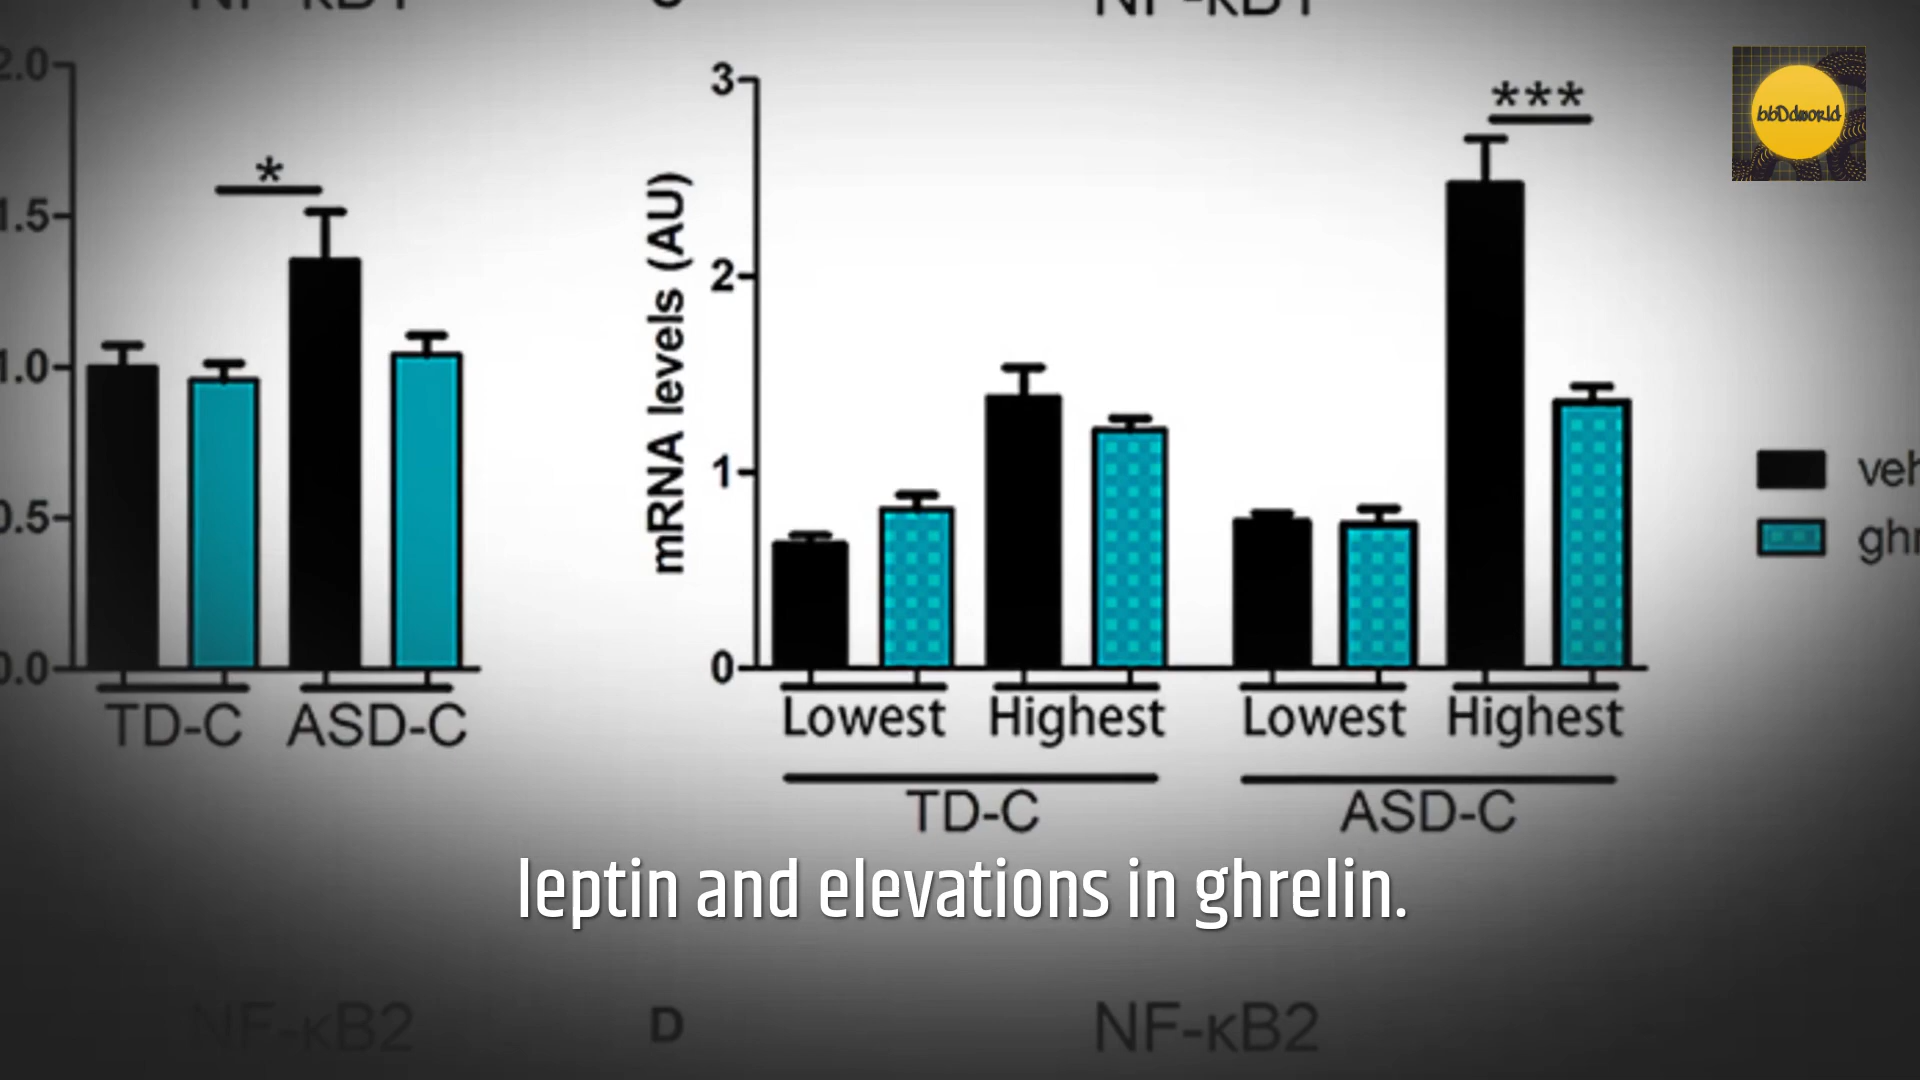 NF-κB1
C
NF-κB1
2.0
1.5
1.0
0.5
0.0
*
TD-C
ASD-C
mRNA levels (AU)
3
2
1
0
***
Lowest
Highest
Lowest
Highest
TD-C
ASD-C
veh
ghr
bbDdworld
leptin and elevations in ghrelin.
NF-κB2
D
NF-κB2